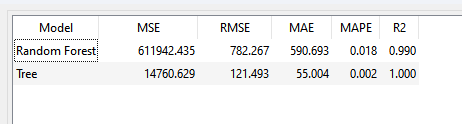 Model MSE RMSE MAE MAPE R2
Random Forest 611942.435 782.267 590.693 0.018 0.990
Tree 14760.629 121.493 55.004 0.002 1.000